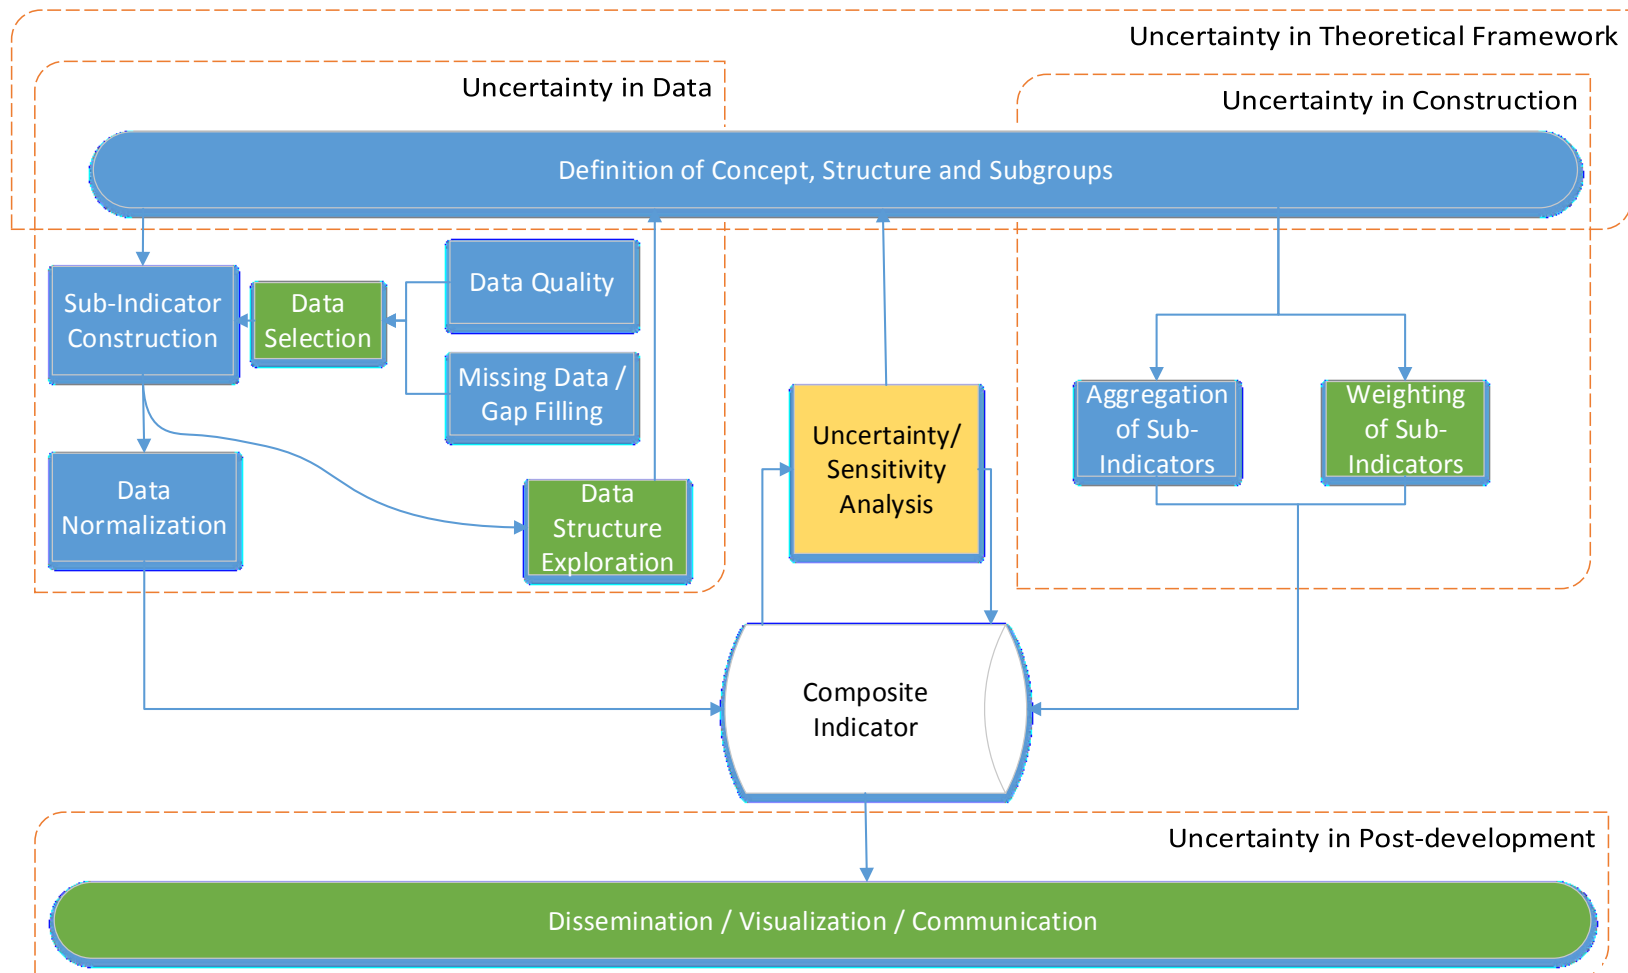 Uncertainty in Theoretical Framework
Uncertainty in Data
Uncertainty in Construction
Definition of Concept, Structure and Subgroups
Sub-Indicator
Construction
Data
Selection
Data Quality
Missing Data /
Gap Filling
Data
Normalization
Data
Structure
Exploration
Uncertainty/
Sensitivity
Analysis
Aggregation
of Sub-
Indicators
Weighting
of Sub-
Indicators
Composite
Indicator
Uncertainty in Post-development
Dissemination / Visualization / Communication